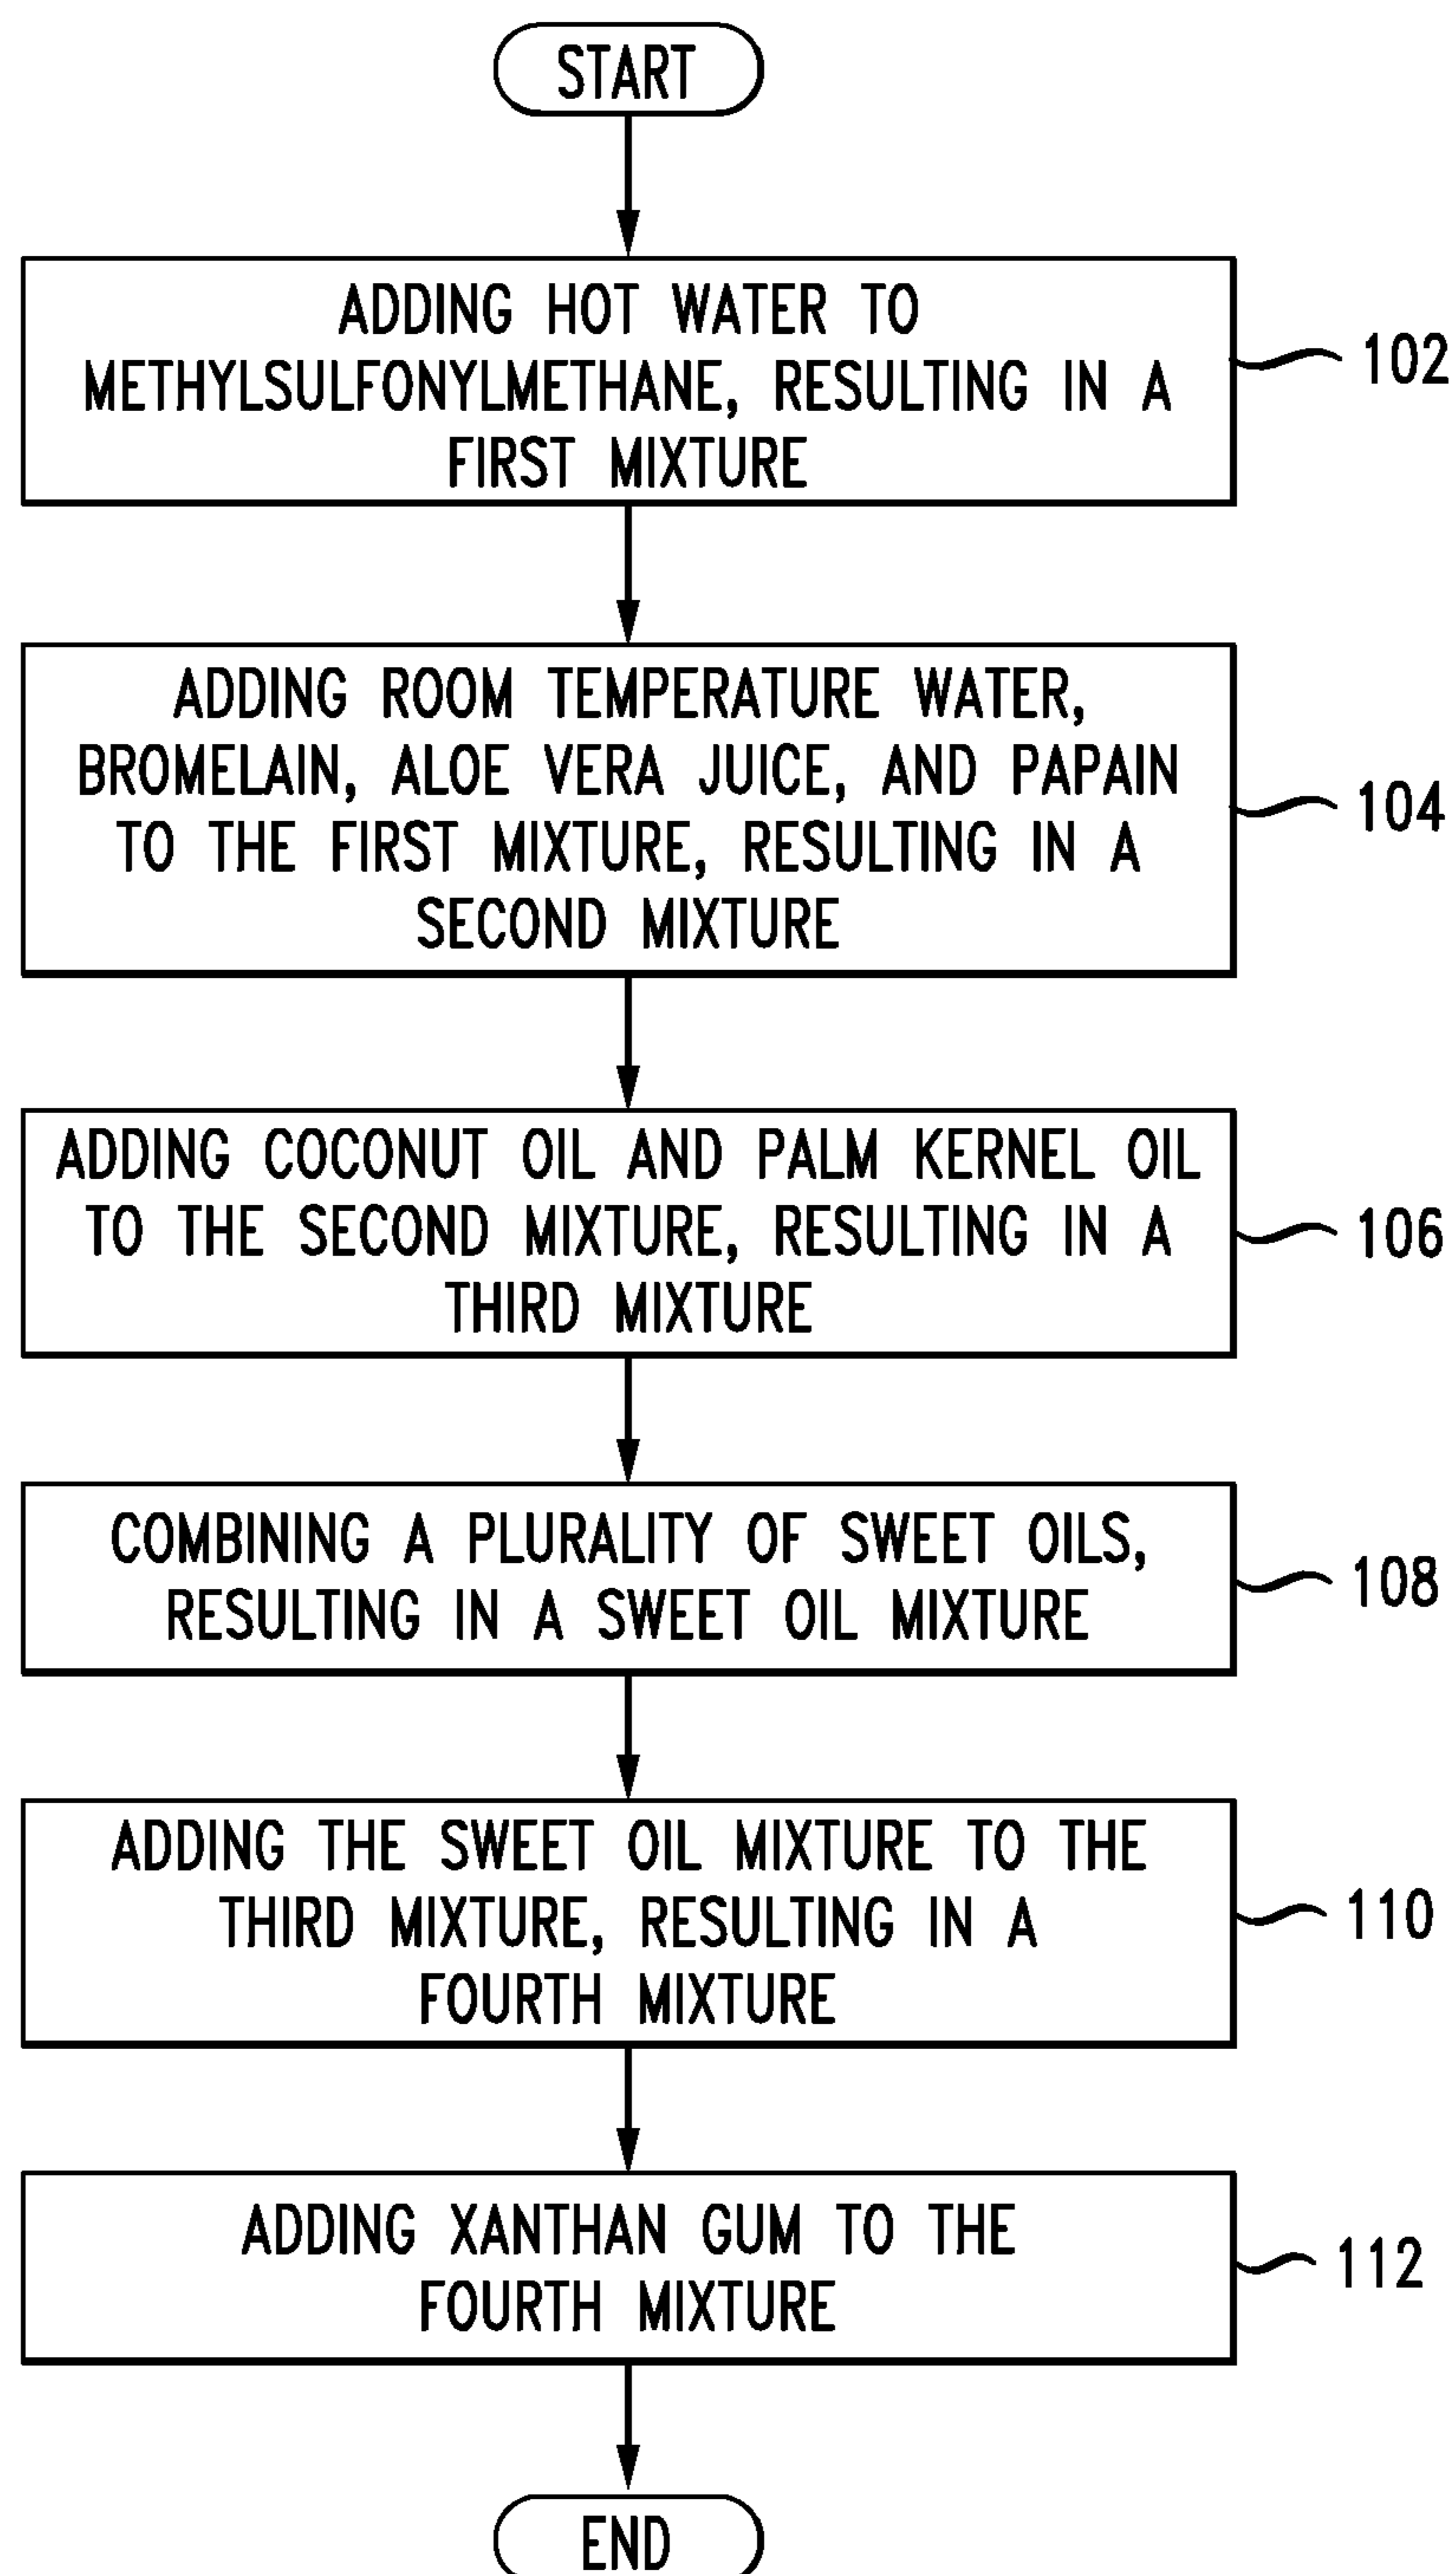 START
ADDING HOT WATER TO
METHYLSULFONYLMETHANE, RESULTING IN A
FIRST MIXTURE
102
ADDING ROOM TEMPERATURE WATER,
BROMELAIN, ALOE VERA JUICE, AND PAPAIN
TO THE FIRST MIXTURE, RESULTING IN A
SECOND MIXTURE
104
ADDING COCONUT OIL AND PALM KERNEL OIL
TO THE SECOND MIXTURE, RESULTING IN A
THIRD MIXTURE
106
COMBINING A PLURALITY OF SWEET OILS,
RESULTING IN A SWEET OIL MIXTURE
108
ADDING THE SWEET OIL MIXTURE TO THE
THIRD MIXTURE, RESULTING IN A
FOURTH MIXTURE
110
ADDING XANTHAN GUM TO THE
FOURTH MIXTURE
112
END